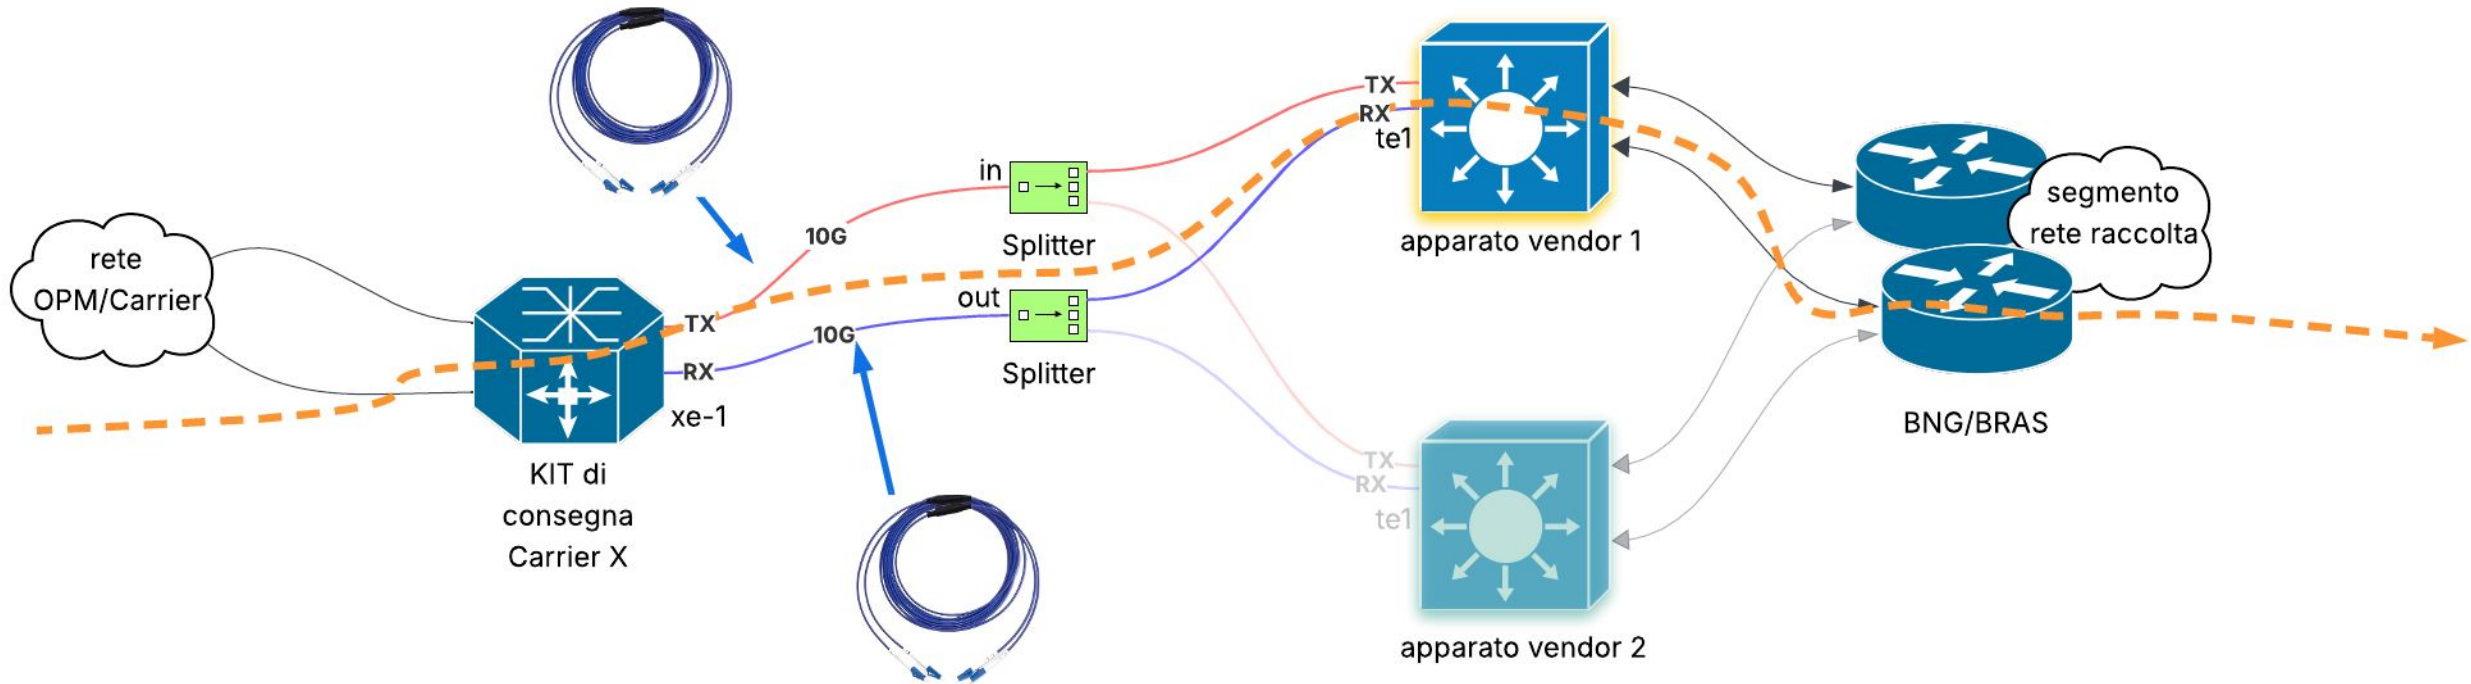 rete
OPM/Carrier
TX
RX
xe-1
KIT di
consegna
Carrier X
10G
10G
in
Splitter
out
Splitter
TX
RX
te1
apparato vendor 1
TX
RX
te1
apparato vendor 2
segmento
rete raccolta
BNG/BRAS